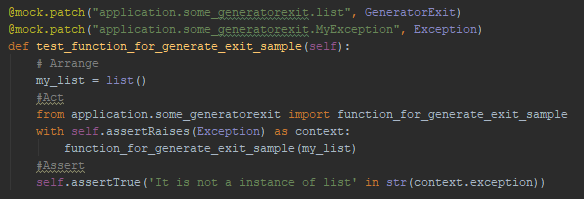 @mock.patch("application.some_generatorexit.list", GeneratorExit)
@mock.patch("application.some_generatorexit.MyException", Exception)
def test_function_for_generate_exit_sample(self):
# Arrange
my_list = list()
#Act
from application.some_generatorexit import function_for_generate_exit_sample
with self.assertRaises(Exception) as context:
function_for_generate_exit_sample(my_list)
#Assert
self.assertTrue('It is not a instance of list' in str(context.exception))